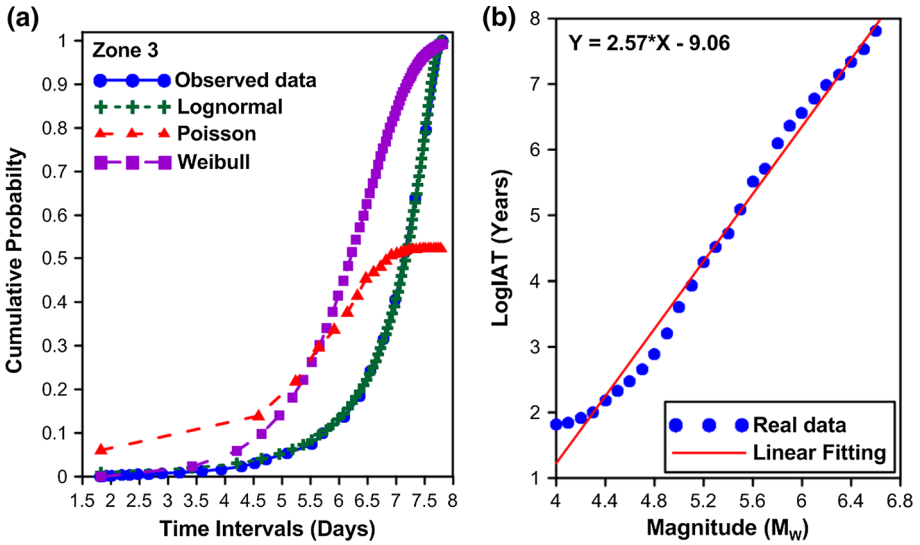 (a)
Zone 3
Observed data
Lognormal
Poisson
Weibull
Cumulative Probabilty
1
0.9
0.8
0.7
0.6
0.5
0.4
0.3
0.2
0.1
0
1.5 2 2.5 3 3.5 4 4.5 5 5.5 6 6.5 7 7.5 8
Time Intervals (Days)
(b)
Y = 2.57*X - 9.06
LogIAT (Years)
8
7
6
5
4
3
2
1
Real data
Linear Fitting
4 4.4 4.8 5.2 5.6 6 6.4 6.8
Magnitude (Mw)